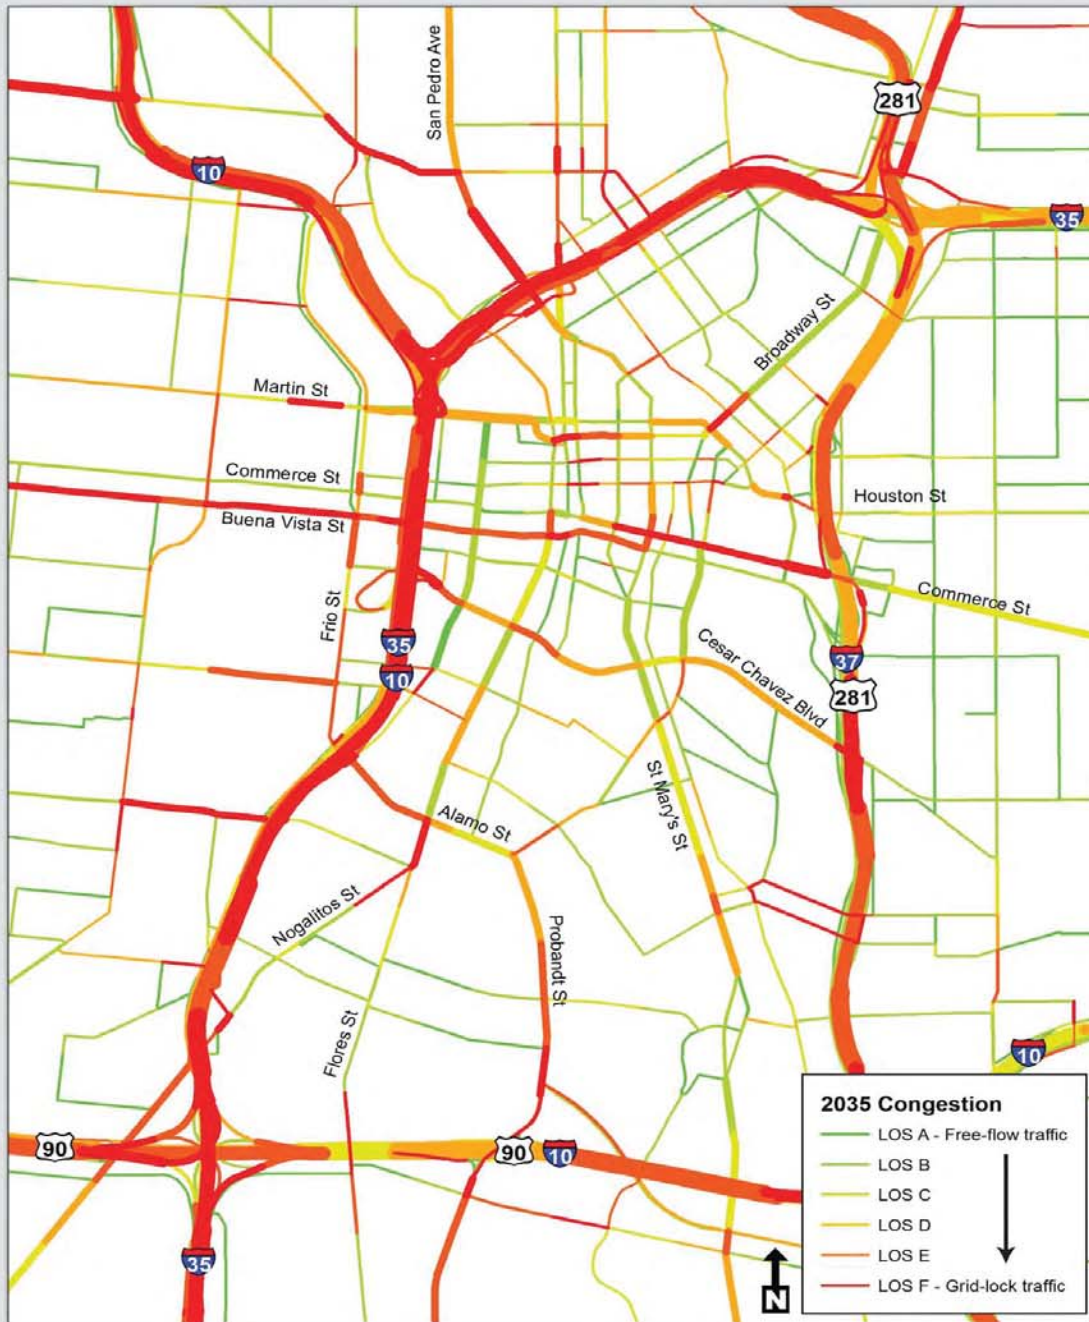 San Pedro Ave
281
10
35
Broadway St
Martin St
Commerce St
Houston St
Buena Vista St
Commerce St
Frio St
35
10
Cesar Chavez Blvd
37
281
St Mary's St
Alamo St
Nogalitos St
Probandt St
Flores St
10
90
90
10
35
N
2035 Congestion
LOS A - Free-flow traffic
LOS B
LOS C
LOS D
LOS E
LOS F - Grid-lock traffic